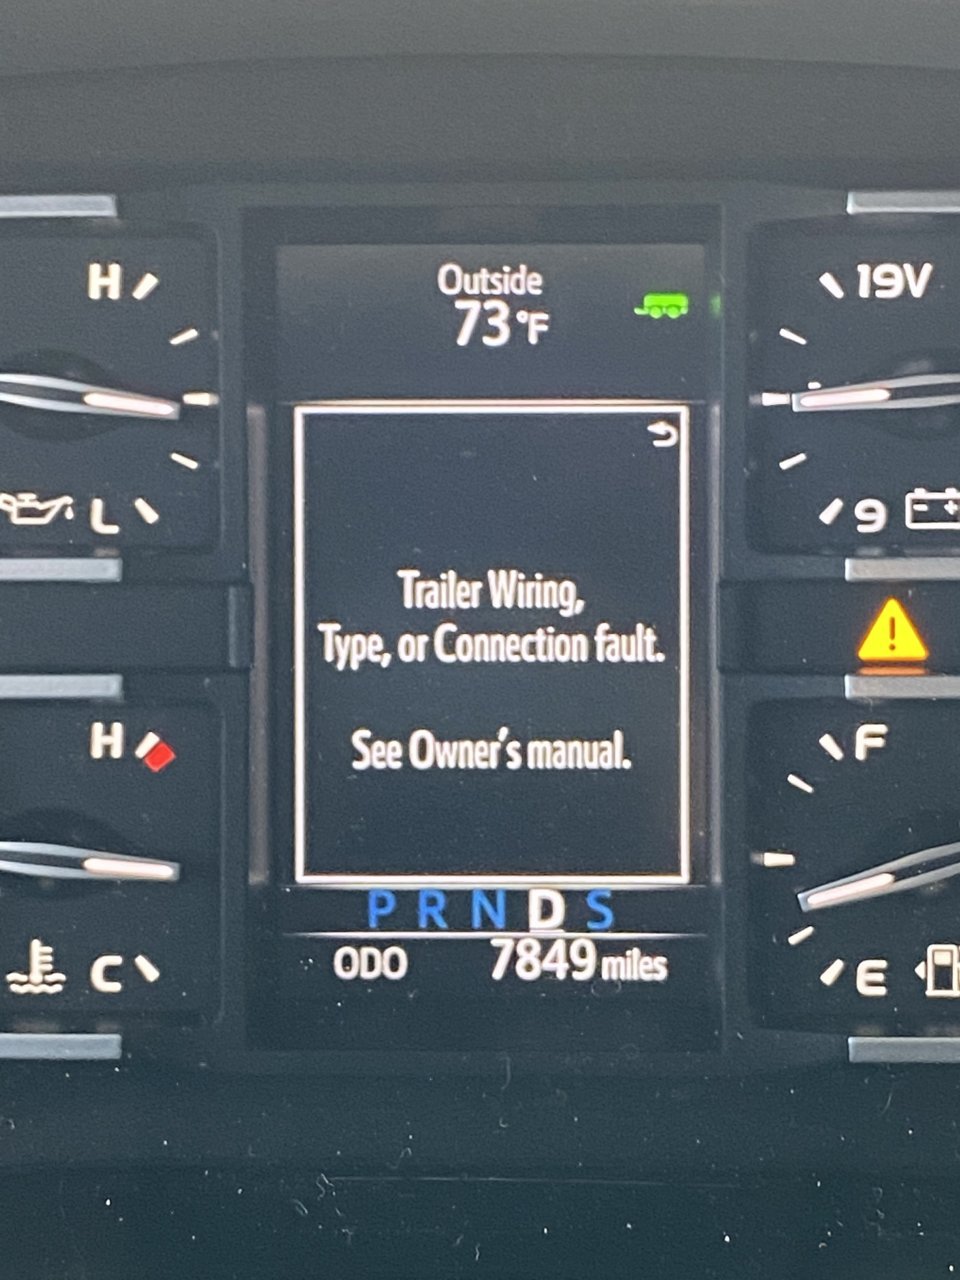 Outside
73°F
H
19V
L
9
Trailer Wiring,
Type, or Connection fault.
See Owner's manual.
H
F
C
E
P R N D S
ODO 7849 miles